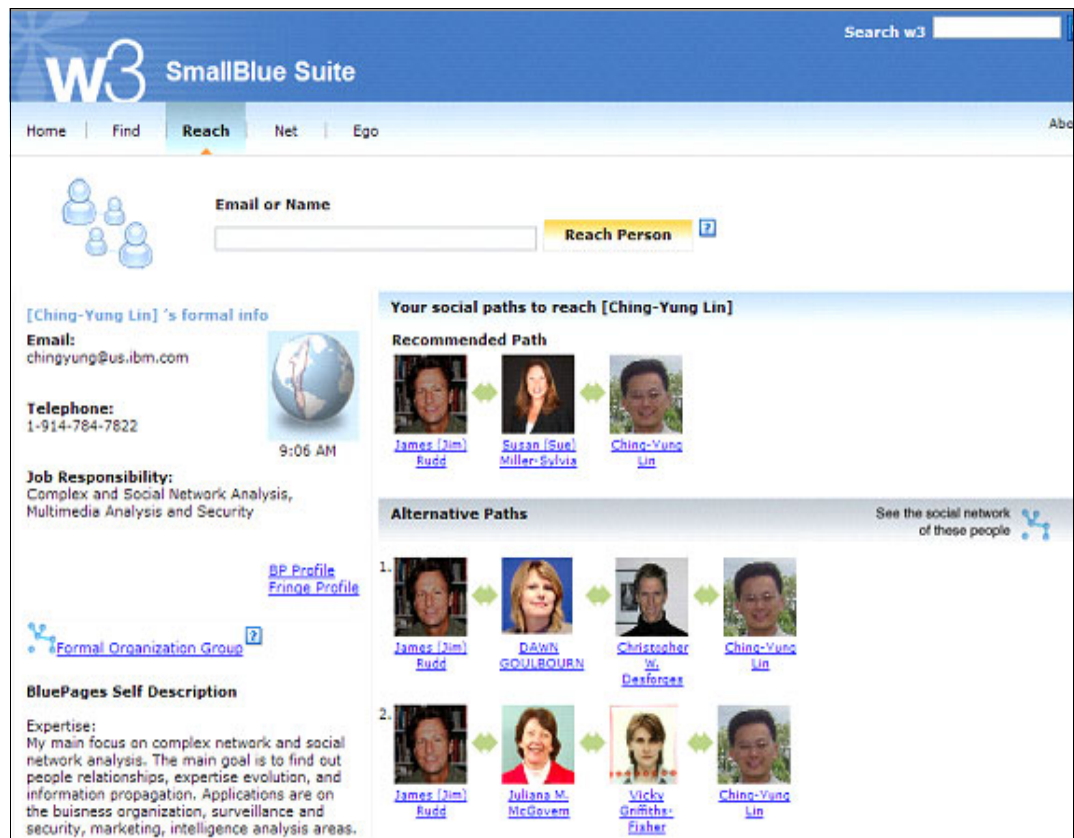 Search w3
w3 SmallBlue Suite
Home Find Reach Net Ego
Abo
Email or Name
Reach Person ?
[Ching-Yung Lin] 's formal info
Email:
chingyung@us.ibm.com
Telephone:
1-914-784-7822
9:06 AM
Job Responsibility:
Complex and Social Network Analysis,
Multimedia Analysis and Security
BP Profile
Fringe Profile
Formal Organization Group ?
BluePages Self Description
Expertise:
My main focus on complex network and social
network analysis. The main goal is to find out
people relationships, expertise evolution, and
information propagation. Applications are on
the buisness organization, surveillance and
security, marketing, intelligence analysis areas.
Your social paths to reach [Ching-Yung Lin]
Recommended Path
James (Jim) Susan (Sue) Ching-Yung
Rudd Miller-Sylvia Lin
Alternative Paths
See the social network
of these people
1.
James (Jim) DAWN Christopher Ching-Yung
Rudd GOULBOURN W. Lin
Desforges
2.
James (Jim) Juliana M. Vicky Ching-Yung
Rudd McGovern Griffiths- Lin
Fisher